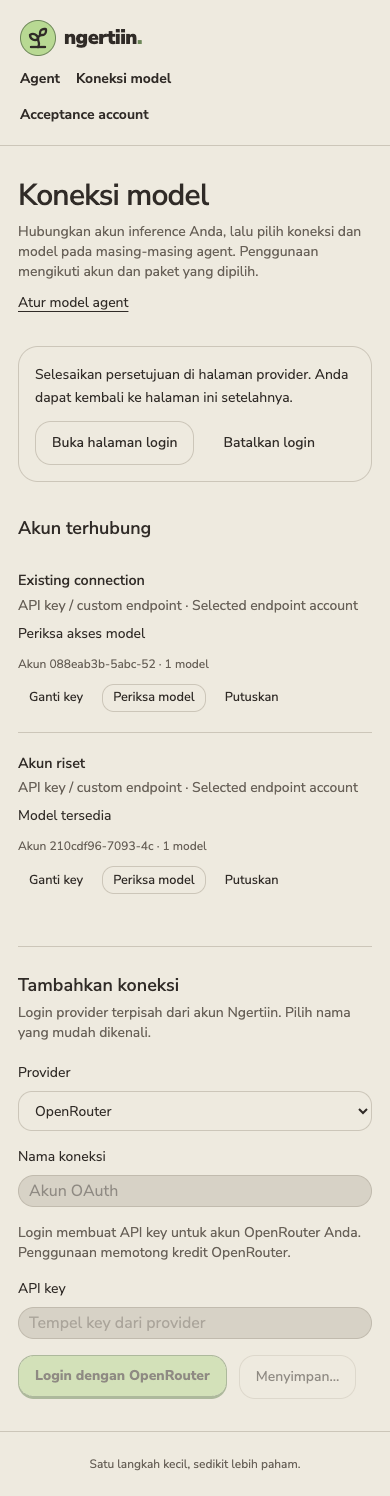 ngertiin.
Agent Koneksi model
Acceptance account
Koneksi model
Hubungkan akun inference Anda, lalu pilih koneksi dan
model pada masing-masing agent. Penggunaan
mengikuti akun dan paket yang dipilih.
Atur model agent
Selesaikan persetujuan di halaman provider. Anda
dapat kembali ke halaman ini setelahnya.
Buka halaman login Batalkan login
Akun terhubung
Existing connection
API key / custom endpoint · Selected endpoint account
Periksa akses model
Akun 088eab3b-5abc-52 · 1 model
Ganti key Periksa model Putuskan
Akun riset
API key / custom endpoint · Selected endpoint account
Model tersedia
Akun 210cdf96-7093-4c · 1 model
Ganti key Periksa model Putuskan
Tambahkan koneksi
Login provider terpisah dari akun Ngertiin. Pilih nama
yang mudah dikenali.
Provider
OpenRouter
Nama koneksi
Akun OAuth
Login membuat API key untuk akun OpenRouter Anda.
Penggunaan memotong kredit OpenRouter.
API key
Tempel key dari provider
Login dengan OpenRouter Menyimpan...
Satu langkah kecil, sedikit lebih paham.